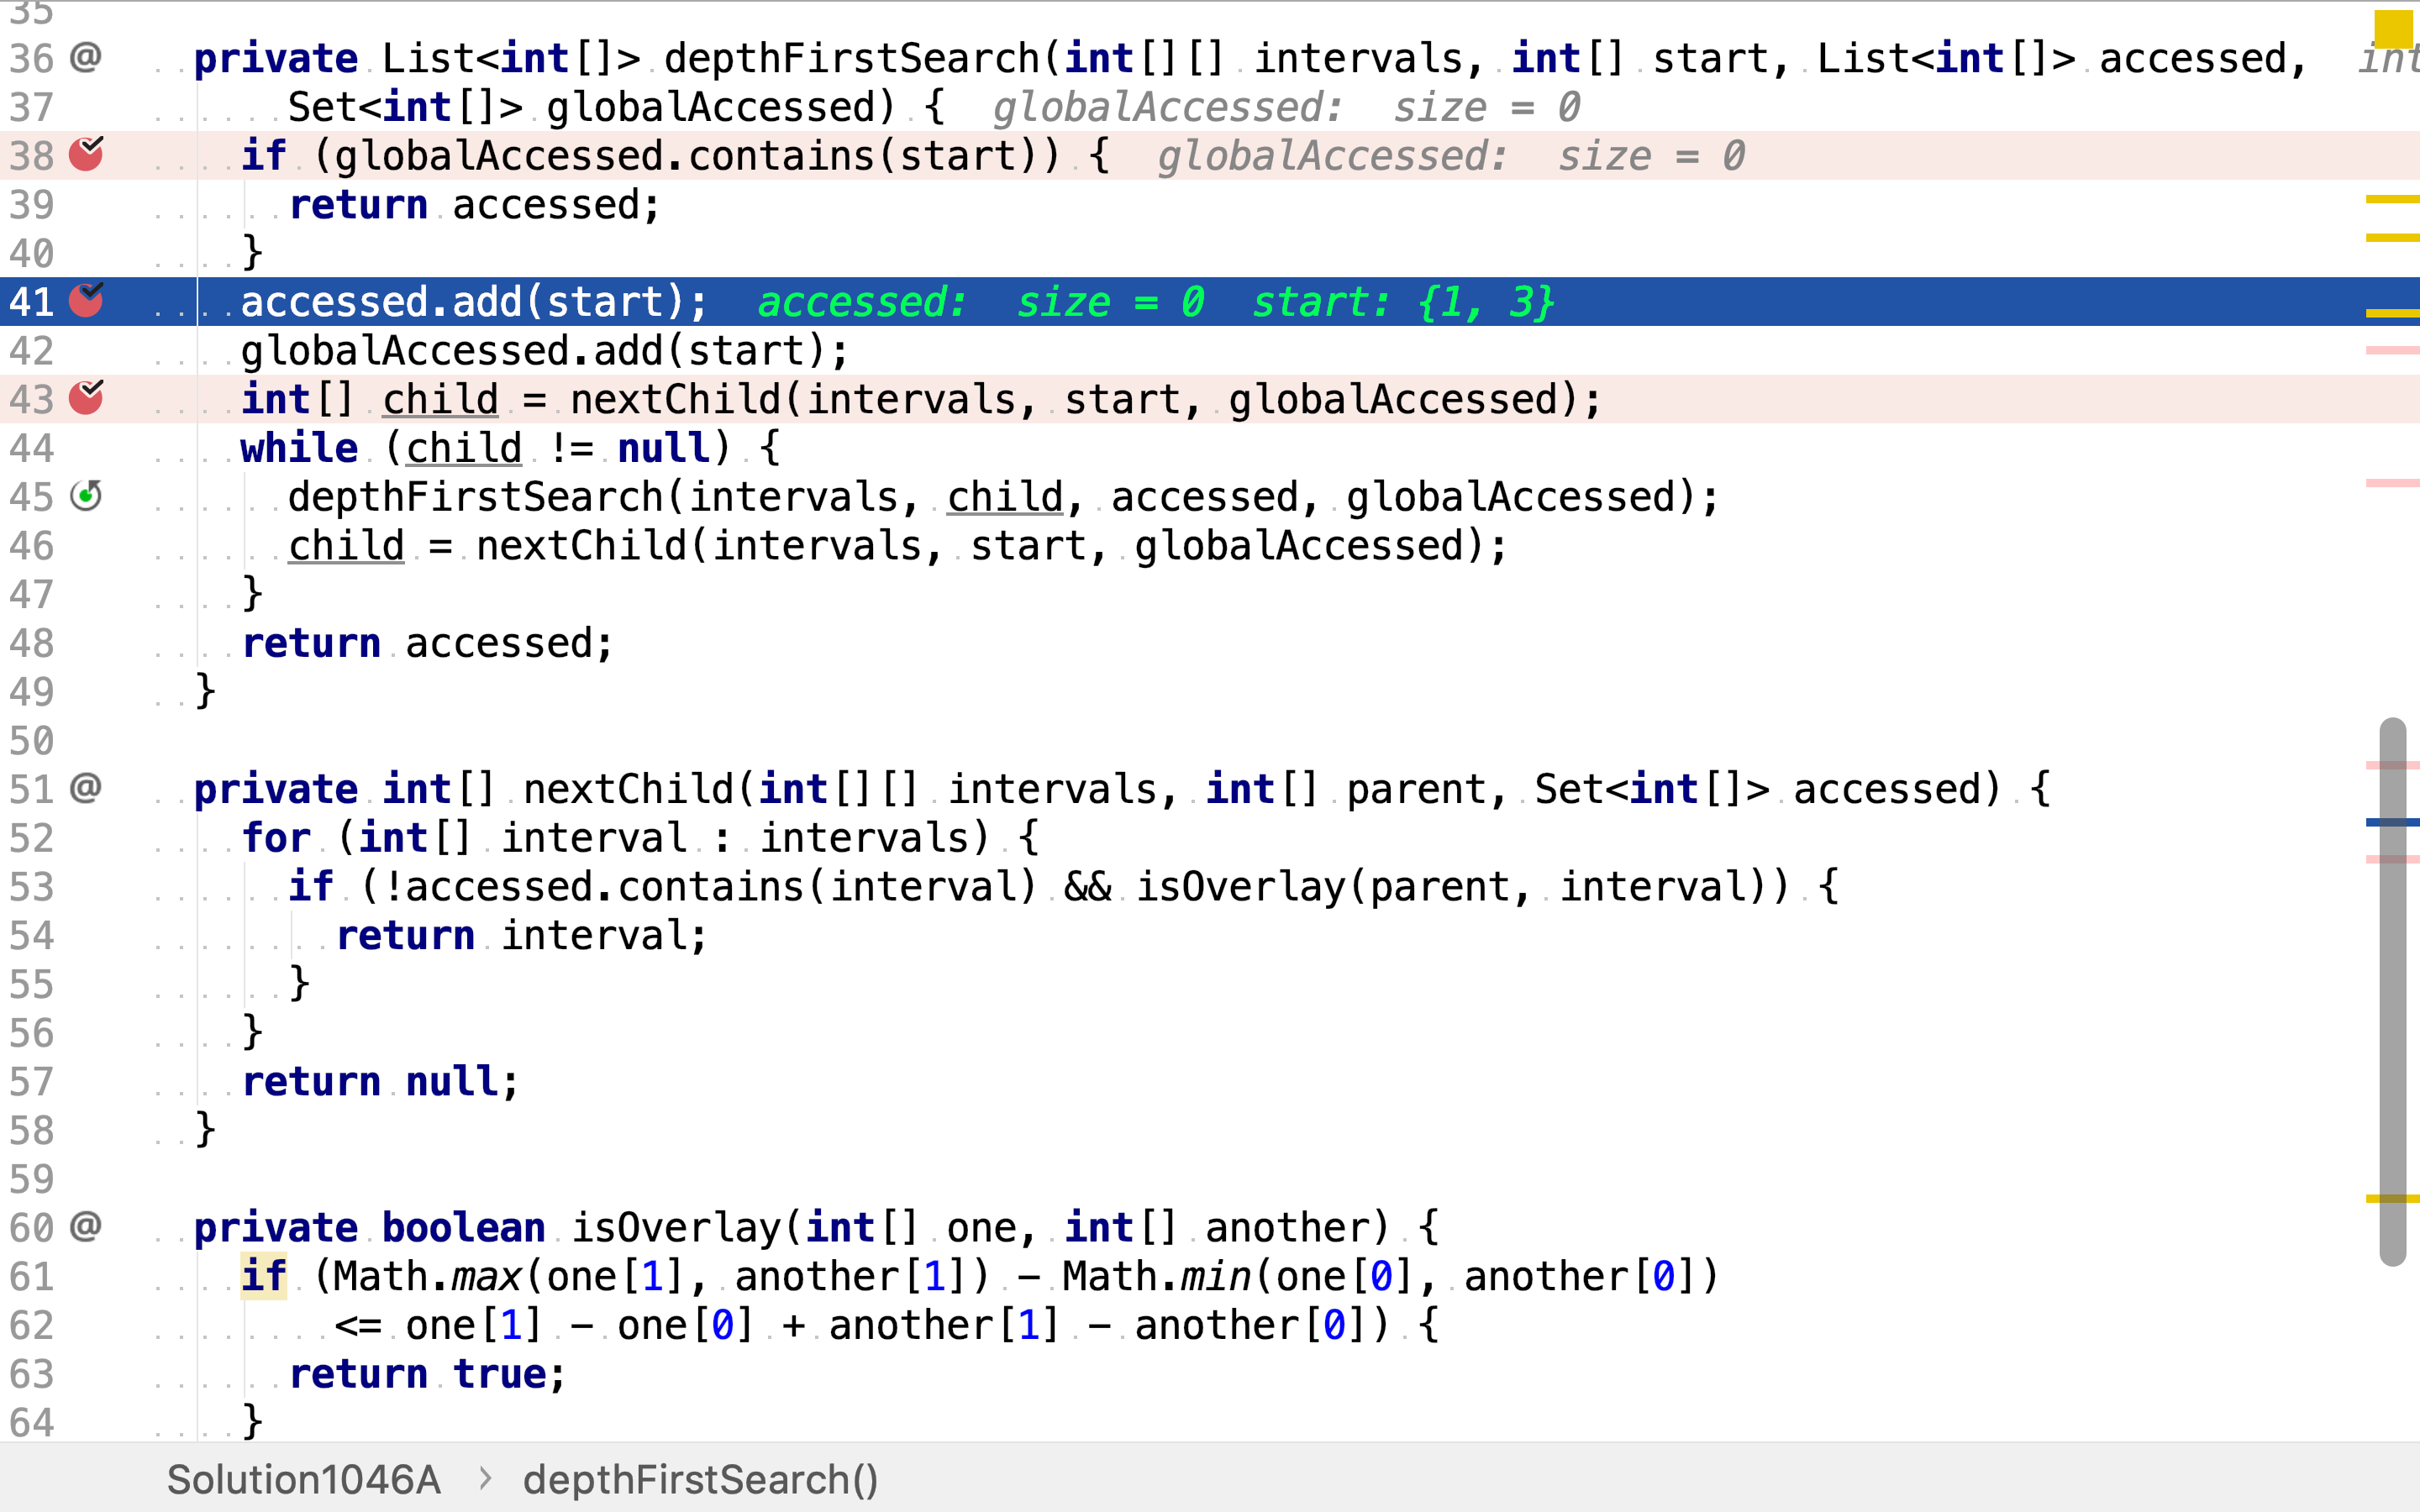 35
36 @ private List<int[]> depthFirstSearch(int[][] intervals, int[] start, List<int[]> accessed, int
37 Set<int[]> globalAccessed) { globalAccessed: size = 0
38 if (globalAccessed.contains(start)) { globalAccessed: size = 0
39 return accessed;
40 }
41 accessed.add(start); accessed: size = 0 start: {1, 3}
42 globalAccessed.add(start);
43 int[] child = nextChild(intervals, start, globalAccessed);
44 while (child != null) {
45 depthFirstSearch(intervals, child, accessed, globalAccessed);
46 child = nextChild(intervals, start, globalAccessed);
47 }
48 return accessed;
49 }
50
51 @ private int[] nextChild(int[][] intervals, int[] parent, Set<int[]> accessed) {
52 for (int[] interval : intervals) {
53 if (!accessed.contains(interval) && isOverlay(parent, interval)) {
54 return interval;
55 }
56 }
57 return null;
58 }
59
60 @ private boolean isOverlay(int[] one, int[] another) {
61 if (Math.max(one[1], another[1]) - Math.min(one[0], another[0])
62 <= one[1] - one[0] + another[1] - another[0]) {
63 return true;
64 }
Solution1046A > depthFirstSearch()